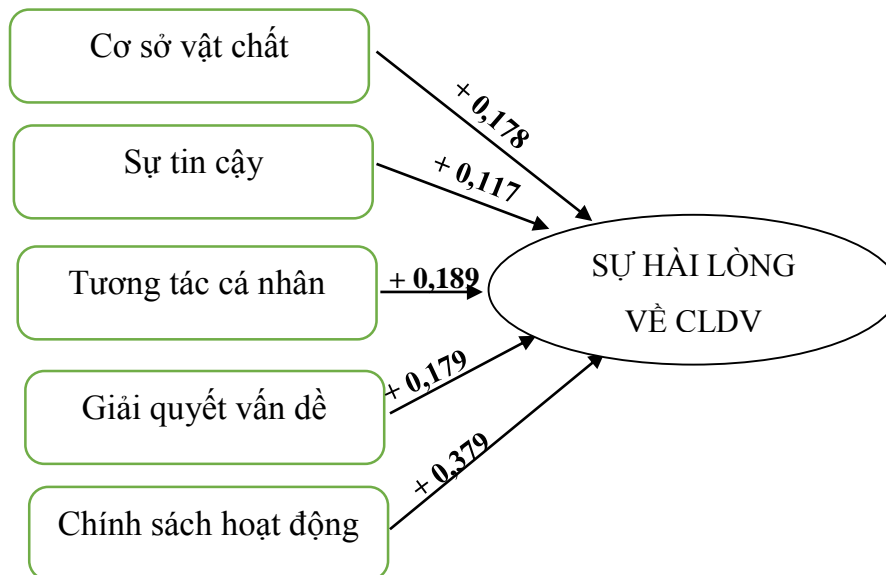 Cơ sở vật chất
+ 0,178
Sự tin cậy
+ 0,117
Tương tác cá nhân
+ 0,189
SỰ HÀI LÒNG
VỀ CLDV
Giải quyết vấn dề
+ 0,179
Chính sách hoạt động
+ 0,379